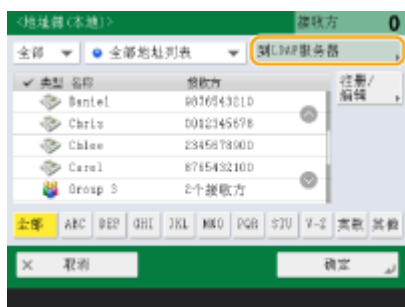 <地址簿(本地)> 接收方 0
全部 全部地址列表 到LDAP服务器
类型 名称 接收方 注册/
编辑
Daniel 9876543210
Chris 0012345678
Chloe 2345678900
Carol 8765432100
Group 3 2个接收方
全部 ABC DEF GHI JKL MNO PQR STU V-Z 其他
× 取消 确定